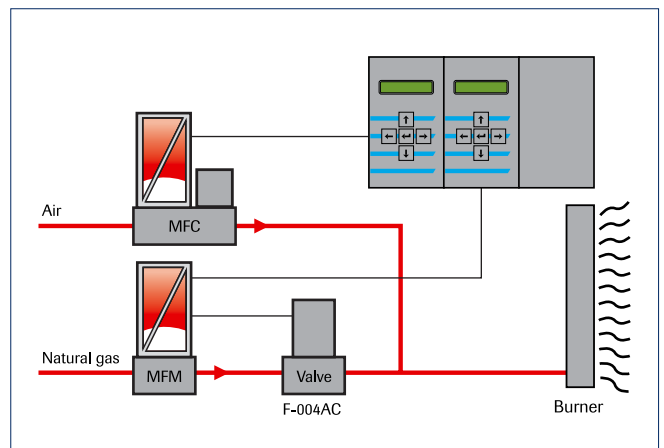 Air
MFC
Natural gas
MFM
Valve
F-004AC
Burner